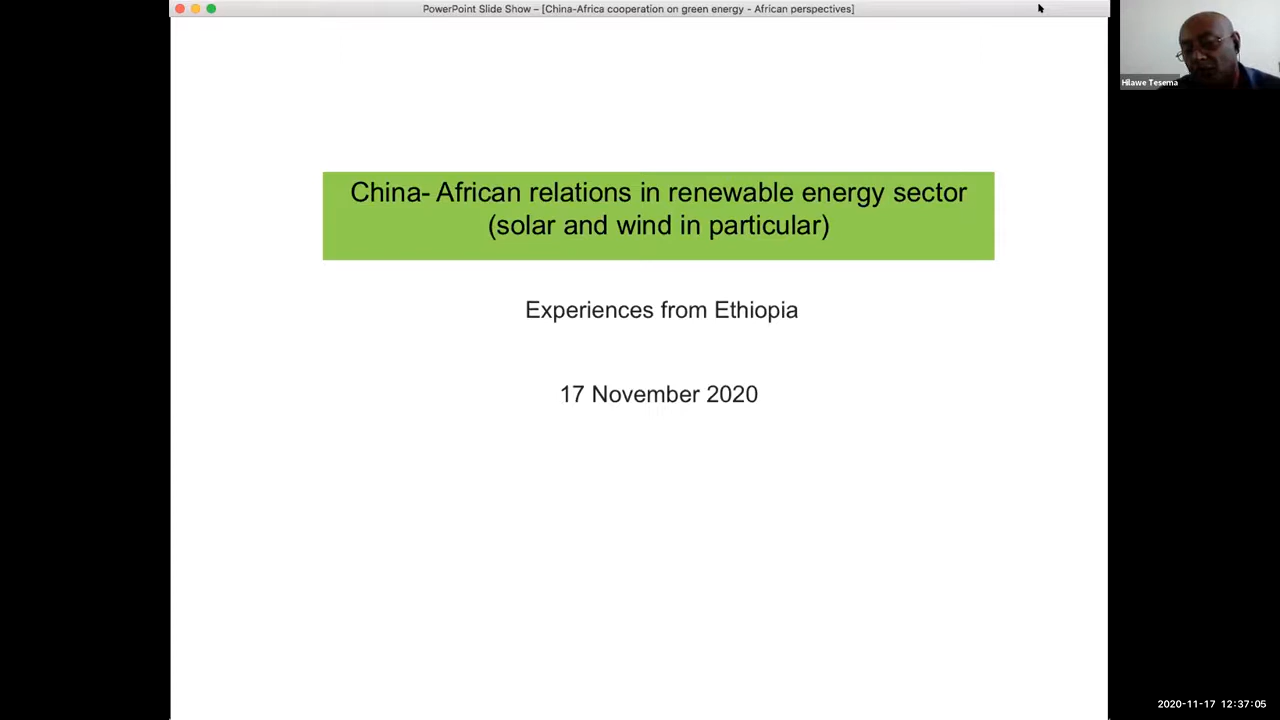 PowerPoint Slide Show – [China-Africa cooperation on green energy - African perspectives]
Hilawe Tesema
China- African relations in renewable energy sector
(solar and wind in particular)
Experiences from Ethiopia
17 November 2020
2020-11-17 12:37:05